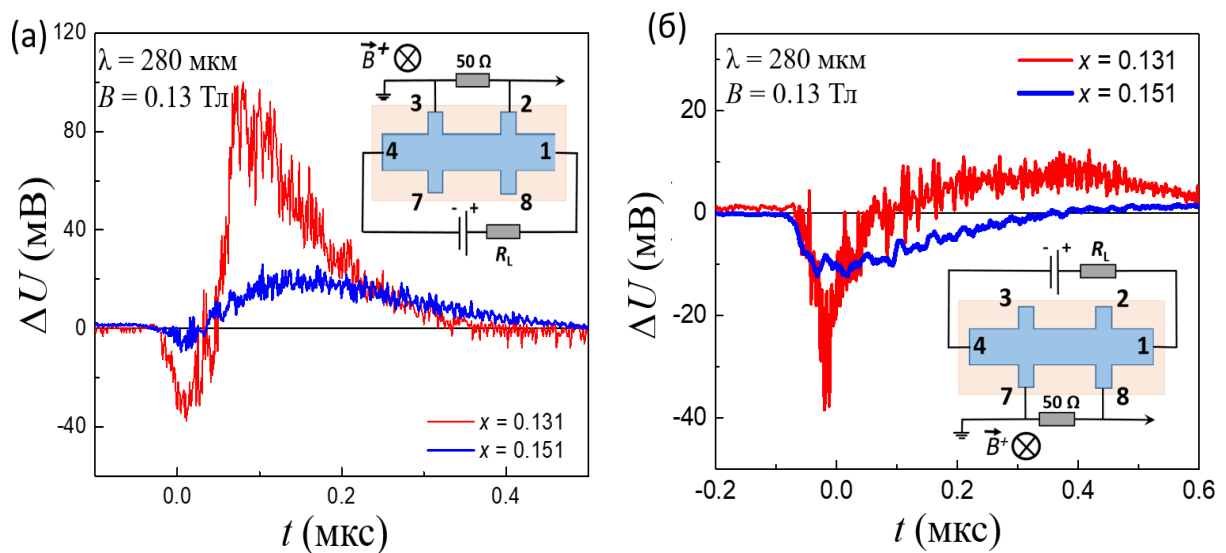 (а)
120
80
40
0
-40
0.0
0.2
0.4
ΔU (мВ)
t (мкс)
λ = 280 мкм
B = 0.13 Тл
B⁺
50 Ω
3
2
4
1
7
8
- +
R_L
x = 0.131
x = 0.151
(б)
20
0
-20
-40
-0.2
0.0
0.2
0.4
0.6
ΔU (мВ)
t (мкс)
λ = 280 мкм
B = 0.13 Тл
x = 0.131
x = 0.151
- +
R_L
3
2
4
1
7
8
50 Ω
B⁺